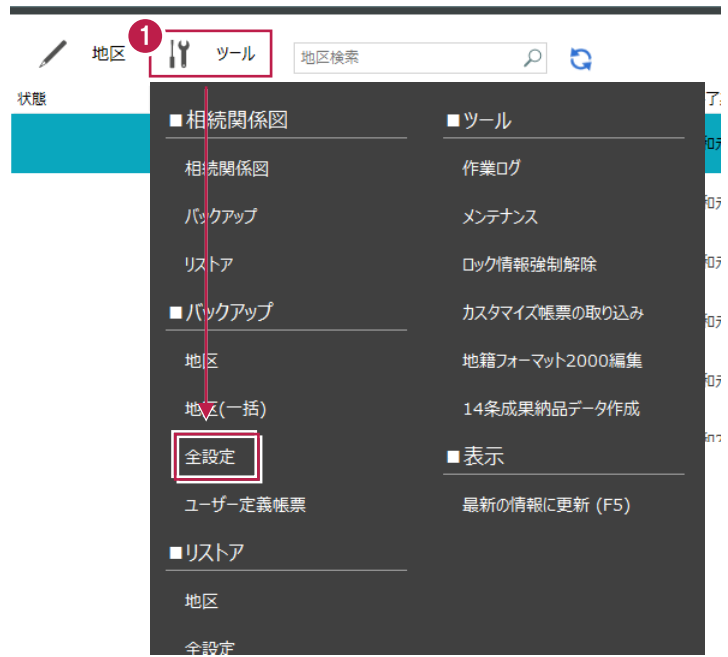 1
地区
ツール
地区検索
状態
■相続関係図
相続関係図
バックアップ
リストア
■バックアップ
地区
地区(一括)
全設定
ユーザー定義帳票
■リストア
地区
全設定
■ツール
作業ログ
メンテナンス
ロック情報強制解除
カスタマイズ帳票の取り込み
地籍フォーマット2000編集
14条成果納品データ作成
■表示
最新の情報に更新 (F5)